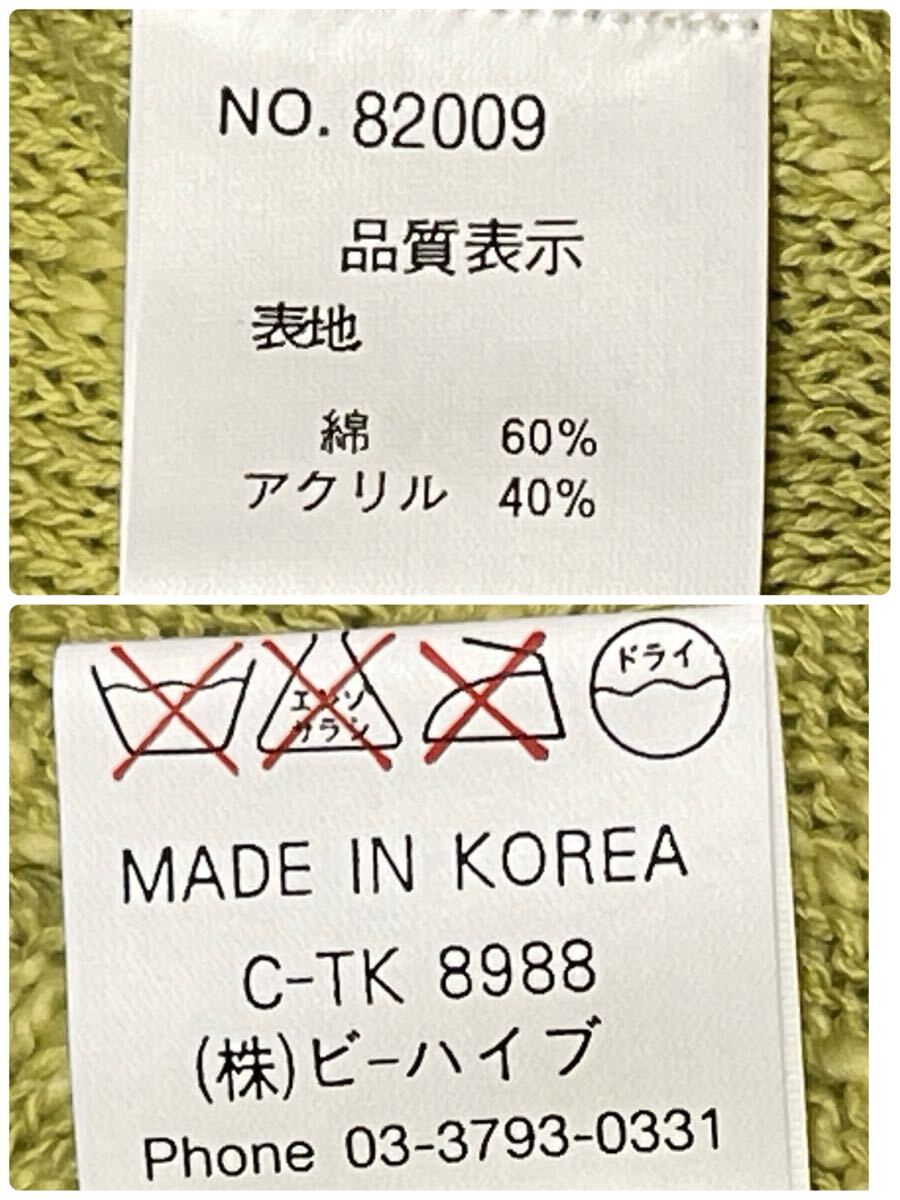 NO. 82009
品質表示
表地
綿 60%
アクリル 40%
エンソ
サラシ
ドライ
MADE IN KOREA
C-TK 8988
(株)ビーハイブ
Phone 03-3793-0331